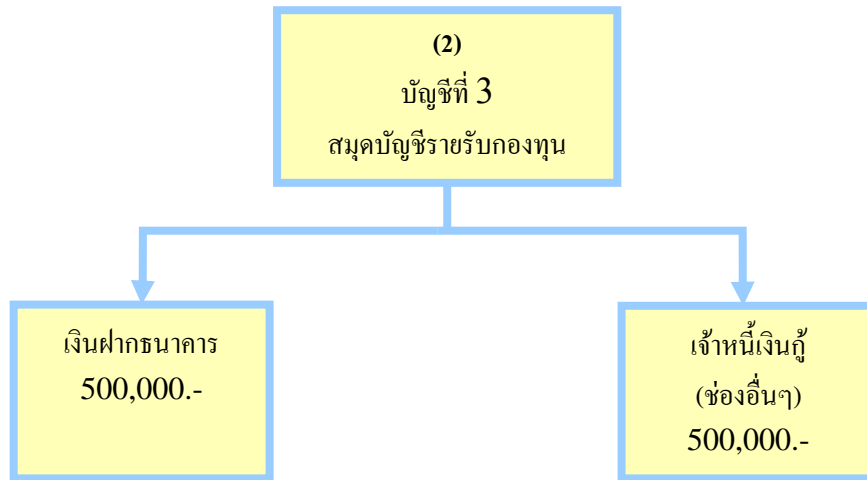 (2)
บัญชีที่ 3
สมุดบัญชีรายรับกองทุน
เงินฝากธนาคาร
500,000.-
เจ้าหนี้เงินกู้
(ช่องอื่นๆ)
500,000.-